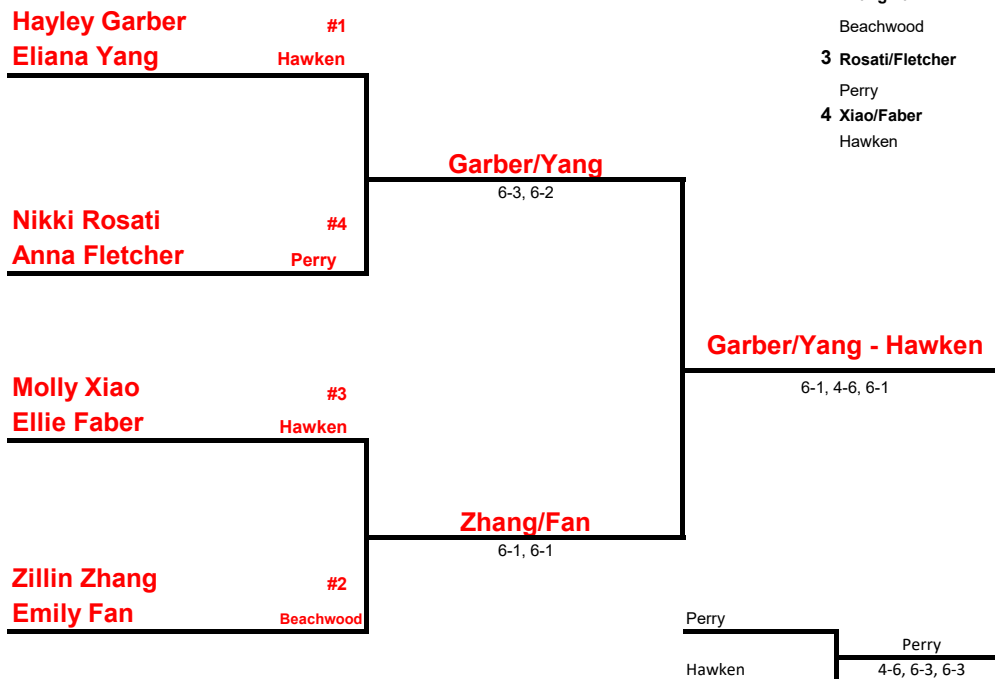 Hayley Garber #1
Eliana Yang Hawken
Beachwood
3 Rosati/Fletcher
Perry
4 Xiao/Faber
Hawken
Garber/Yang
6-3, 6-2
Nikki Rosati #4
Anna Fletcher Perry
Garber/Yang - Hawken
6-1, 4-6, 6-1
Molly Xiao #3
Ellie Faber Hawken
Zhang/Fan
6-1, 6-1
Zillin Zhang #2
Emily Fan Beachwood
Perry
Perry
Hawken 4-6, 6-3, 6-3